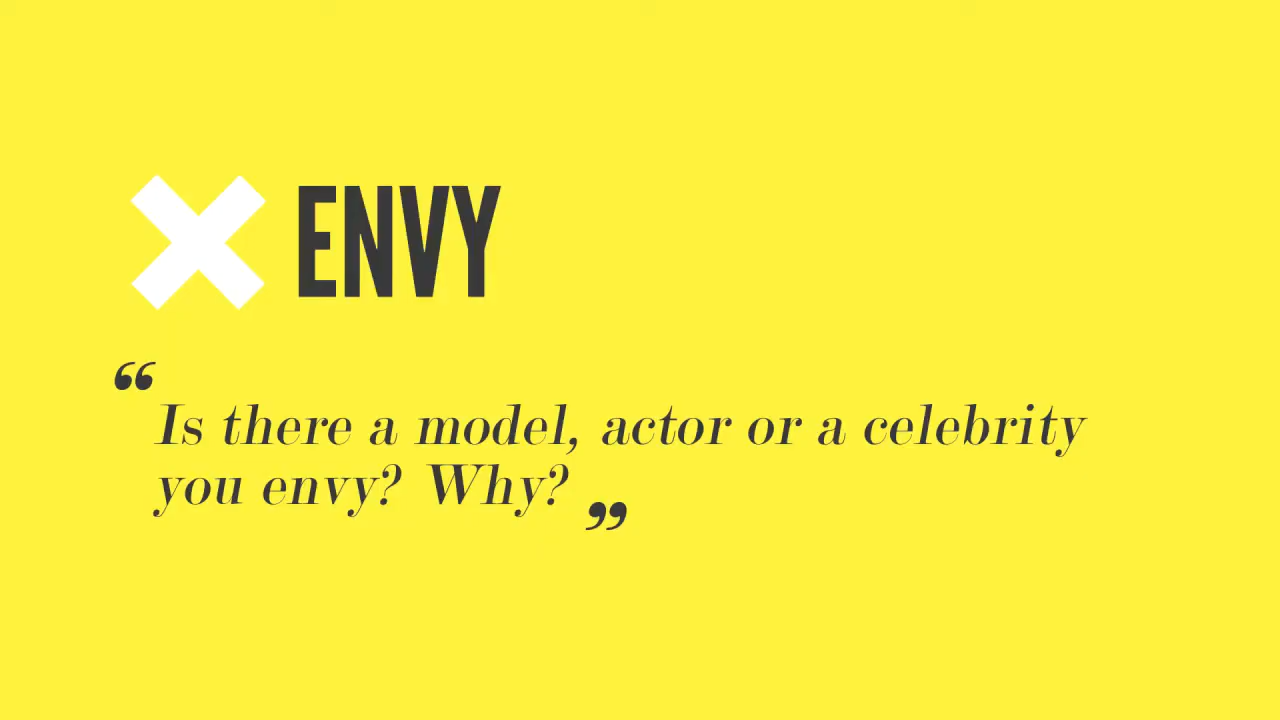 ENVY
“Is there a model, actor or a celebrity
you envy? Why?”